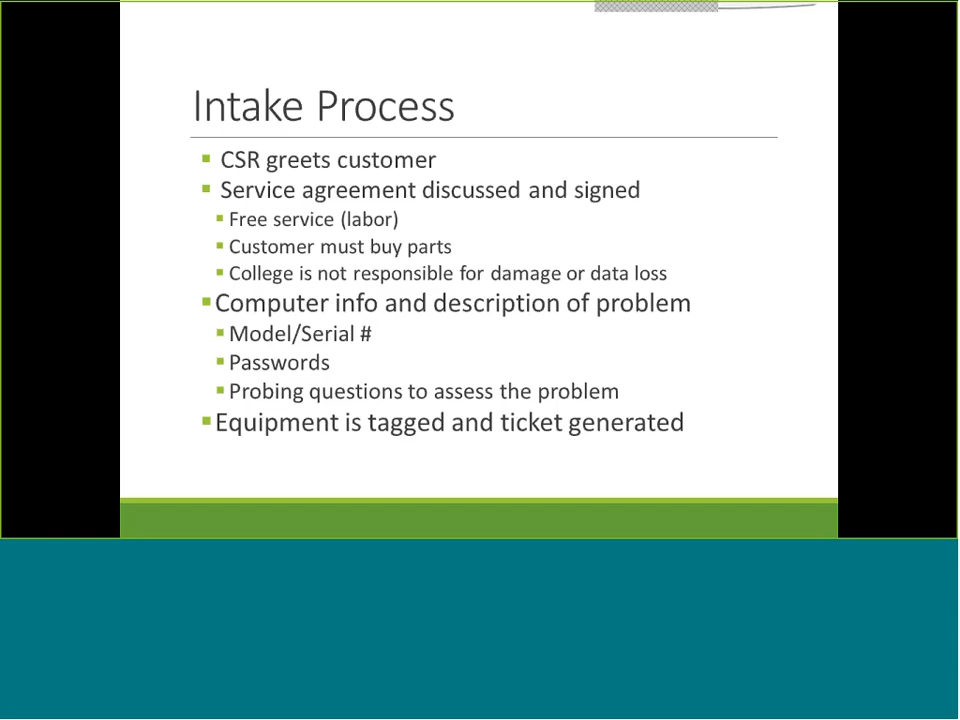 Intake Process
CSR greets customer
Service agreement discussed and signed
Free service (labor)
Customer must buy parts
College is not responsible for damage or data loss
Computer info and description of problem
Model/Serial #
Passwords
Probing questions to assess the problem
Equipment is tagged and ticket generated